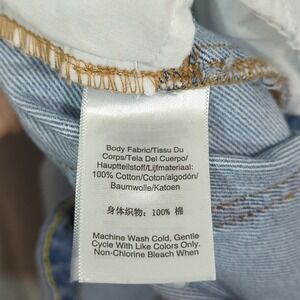 Body Fabric/Tissu Du
Corps/Tela Del Cuerpo/
Hauptteilstoff/Lijfmateriaal:
100% Cotton/Coton/algodón/
Baumwolle/Katoen
身体织物: 100% 棉
Machine Wash Cold, Gentle
Cycle With Like Colors Only.
Non-Chlorine Bleach When